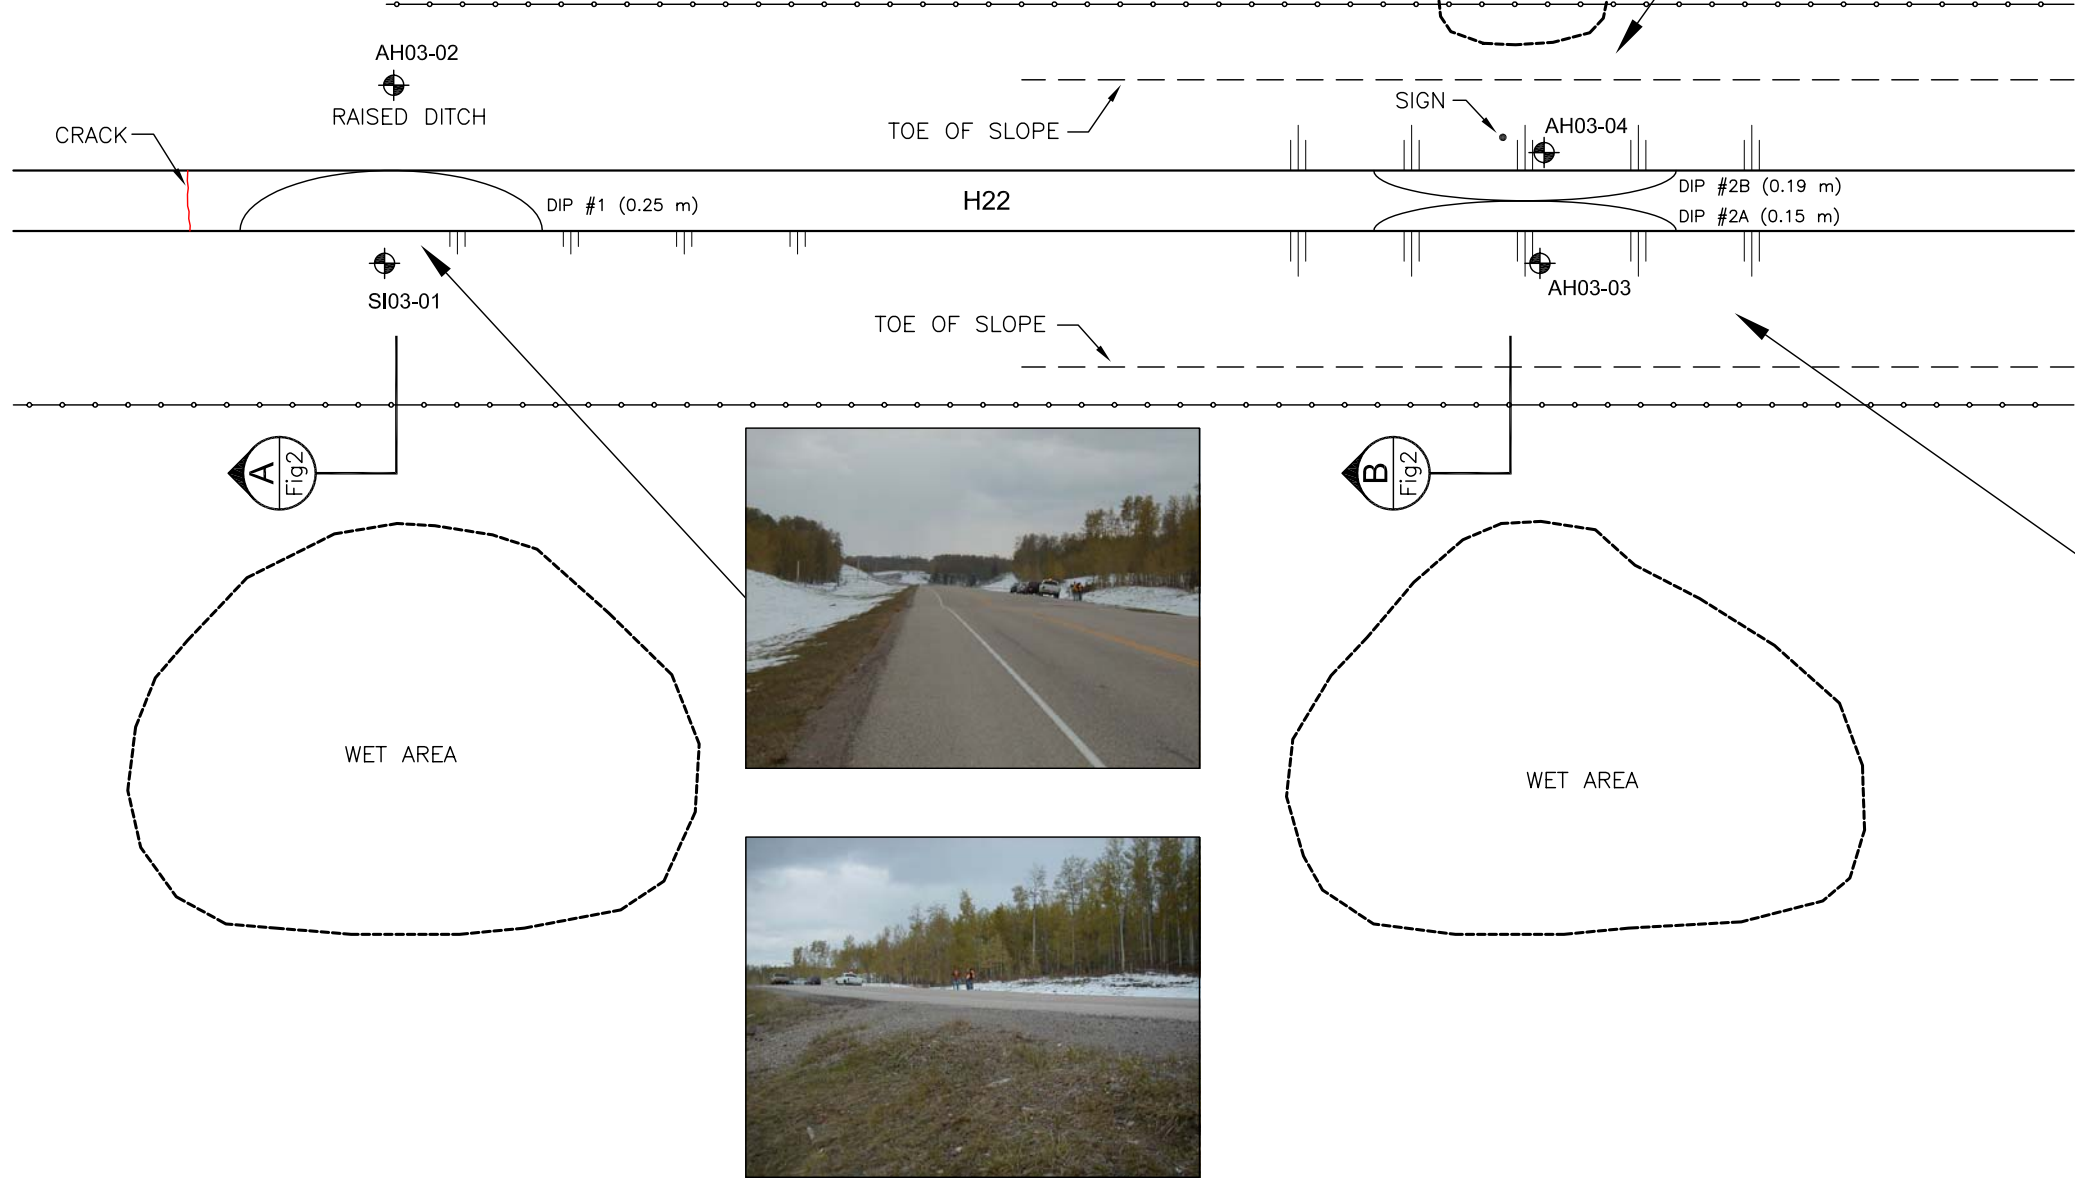 AH03-02
RAISED DITCH
CRACK
TOE OF SLOPE
SIGN
AH03-04
DIP #1 (0.25 m)
H22
DIP #2B (0.19 m)
DIP #2A (0.15 m)
SI03-01
AH03-03
TOE OF SLOPE
A
Fig2
B
Fig2
WET AREA
WET AREA